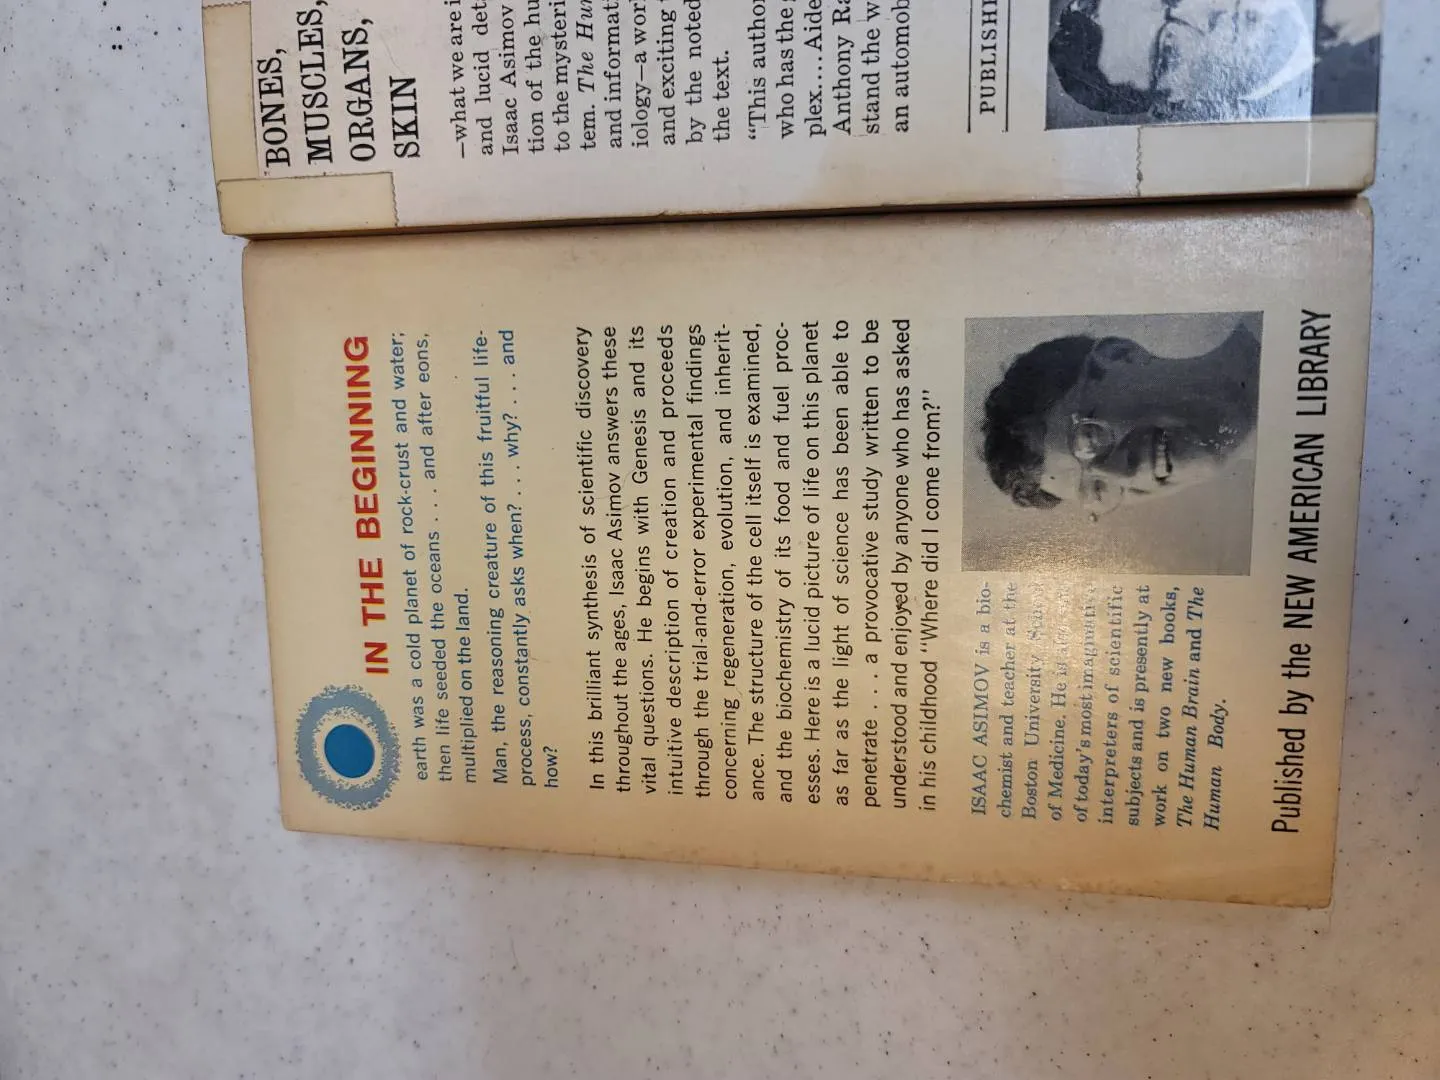 IN THE BEGINNING
earth was a cold planet of rock-crust and water;
then life seeded the oceans . . . and after eons,
multiplied on the land.
Man, the reasoning creature of this fruitful life-
process, constantly asks when? . . . why? . . . and
how?
In this brilliant synthesis of scientific discovery
throughout the ages, Isaac Asimov answers these
vital questions. He begins with Genesis and its
intuitive description of creation and proceeds
through the trial-and-error experimental findings
concerning regeneration, evolution, and inherit-
ance. The structure of the cell itself is examined,
and the biochemistry of its food and fuel proc-
esses. Here is a lucid picture of life on this planet
as far as the light of science has been able to
penetrate . . . a provocative study written to be
understood and enjoyed by anyone who has asked
in his childhood "Where did I come from?"
ISAAC ASIMOV is a bio-
chemist and teacher at the
Boston University
of Medicine. He is
of today's most imaginative
interpreters of scientific
subjects and is presently at
work on two new books,
The Human Brain and The
Human Body.
Published by the NEW AMERICAN LIBRARY
BONES,
MUSCLES,
ORGANS,
SKIN
—what we are
and lucid
Isaac Asimov
tion of the
to the
tem. The
and
iology—a
and exciting
by the noted
the text.
"This
who has the
plex....
Anthony
stand the
an